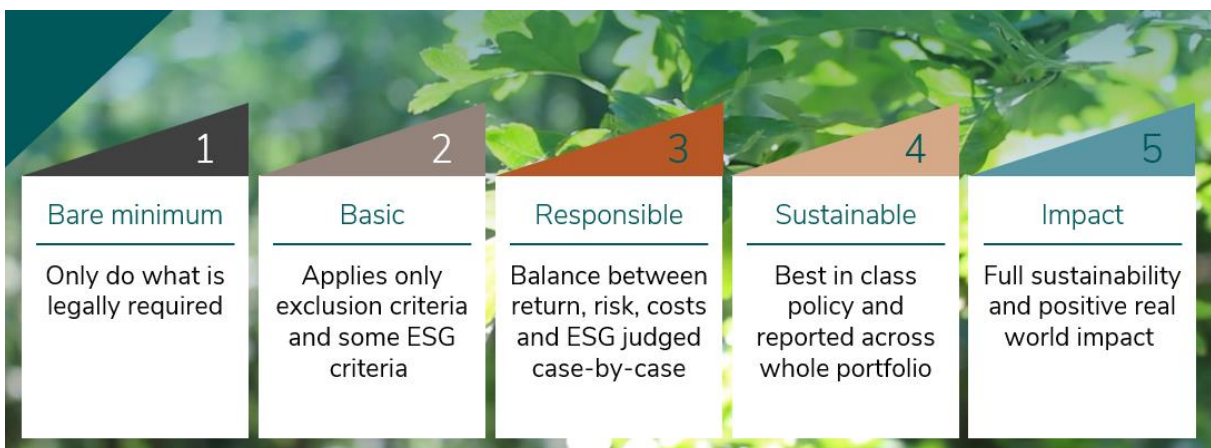 1
Bare minimum
Only do what is
legally required
2
Basic
Applies only
exclusion criteria
and some ESG
criteria
3
Responsible
Balance between
return, risk, costs
and ESG judged
case-by-case
4
Sustainable
Best in class
policy and
reported across
whole portfolio
5
Impact
Full sustainability
and positive real
world impact